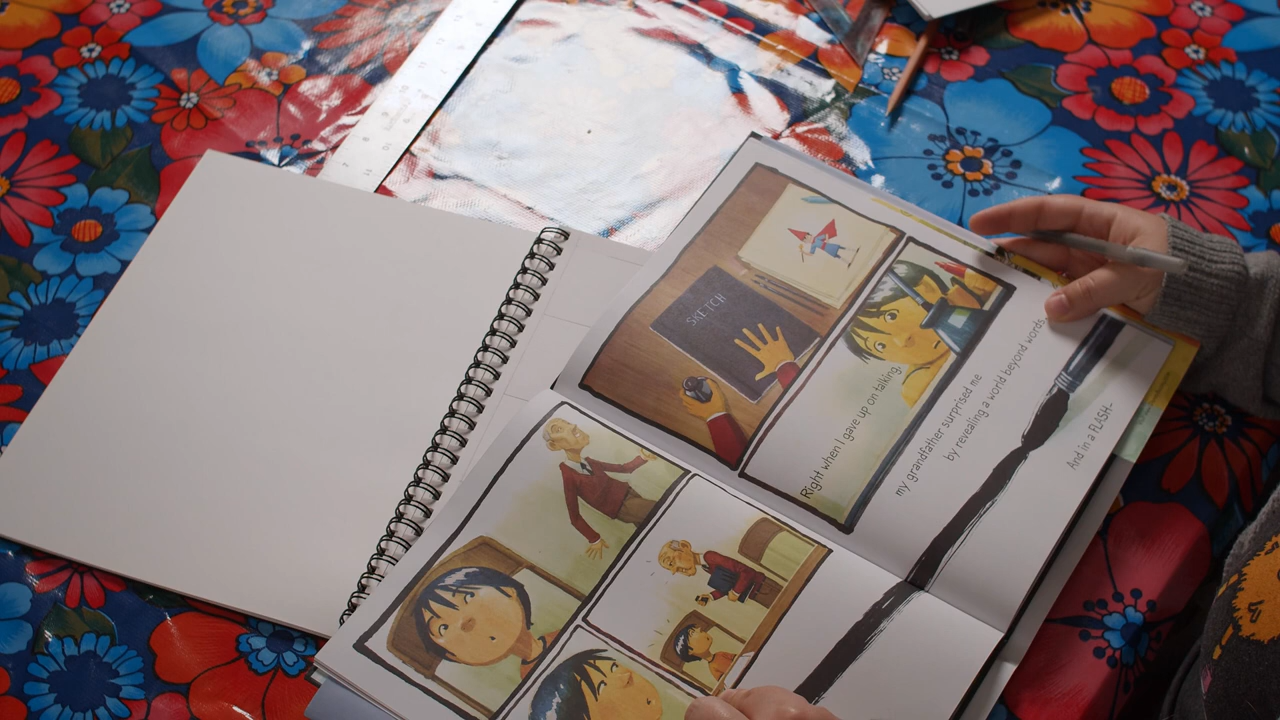 SKETCH
Right when I gave up on talking,
my grandfather surprised me
by revealing a world beyond words.
And in a FLASH-